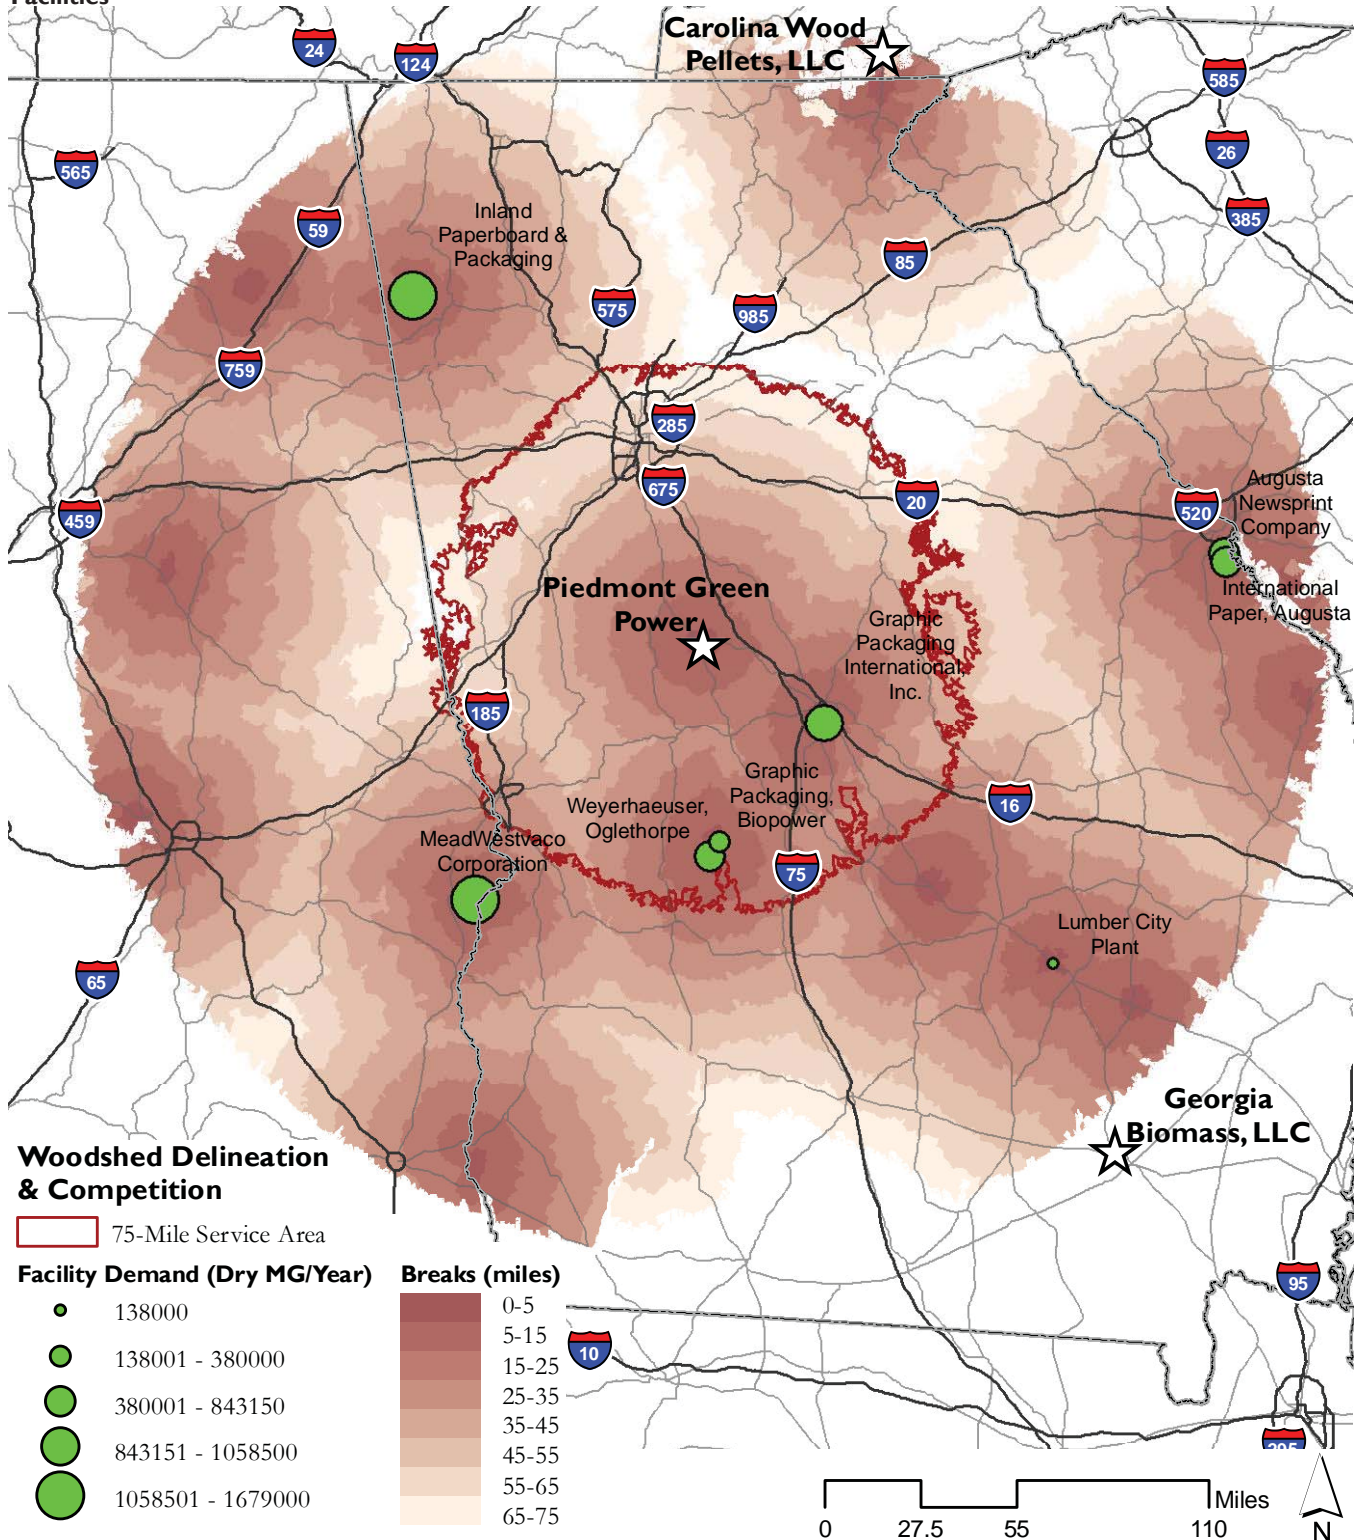 Facilities
Carolina Wood
Pellets, LLC
24
124
585
26
565
385
59
Inland
Paperboard &
Packaging
85
575
985
759
285
675
20
459
520
Augusta
Newsprint
Company
International
Paper, Augusta
Piedmont Green
Power
Graphic
Packaging
International,
Inc.
185
Graphic
Packaging,
Biopower
Weyerhaeuser,
Oglethorpe
16
MeadWestvaco
Corporation
75
Lumber City
Plant
65
Georgia
Biomass, LLC
Woodshed Delineation
& Competition
75-Mile Service Area
Facility Demand (Dry MG/Year)
138000
138001 - 380000
380001 - 843150
843151 - 1058500
1058501 - 1679000
Breaks (miles)
0-5
5-15
15-25
25-35
35-45
45-55
55-65
65-75
10
95
Miles
0 27.5 55 110
N